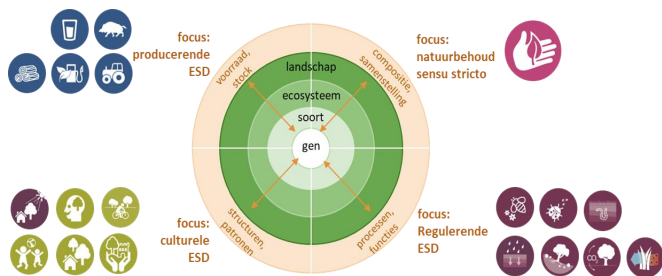 focus:
producerende
ESD
focus:
natuurbehoud
sensu stricto
voorraad,
stock
compositie,
samenstelling
landschap
ecosysteem
soort
gen
structuren,
patronen
processen,
functies
focus:
culturele
ESD
focus:
Regulerende
ESD